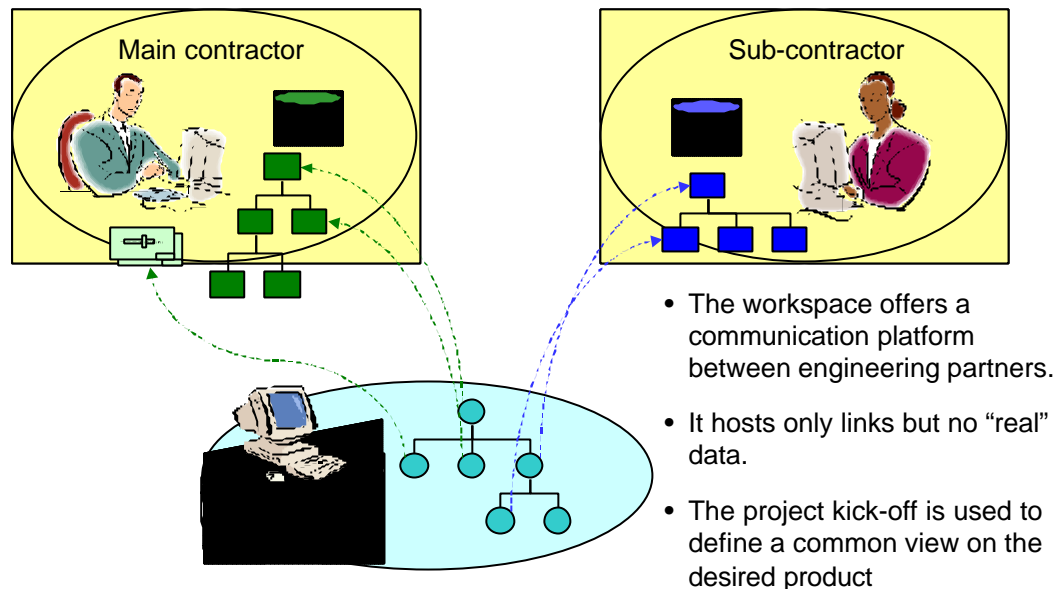 Main contractor
Sub-contractor
• The workspace offers a
communication platform
between engineering partners.
• It hosts only links but no “real”
data.
• The project kick-off is used to
define a common view on the
desired product